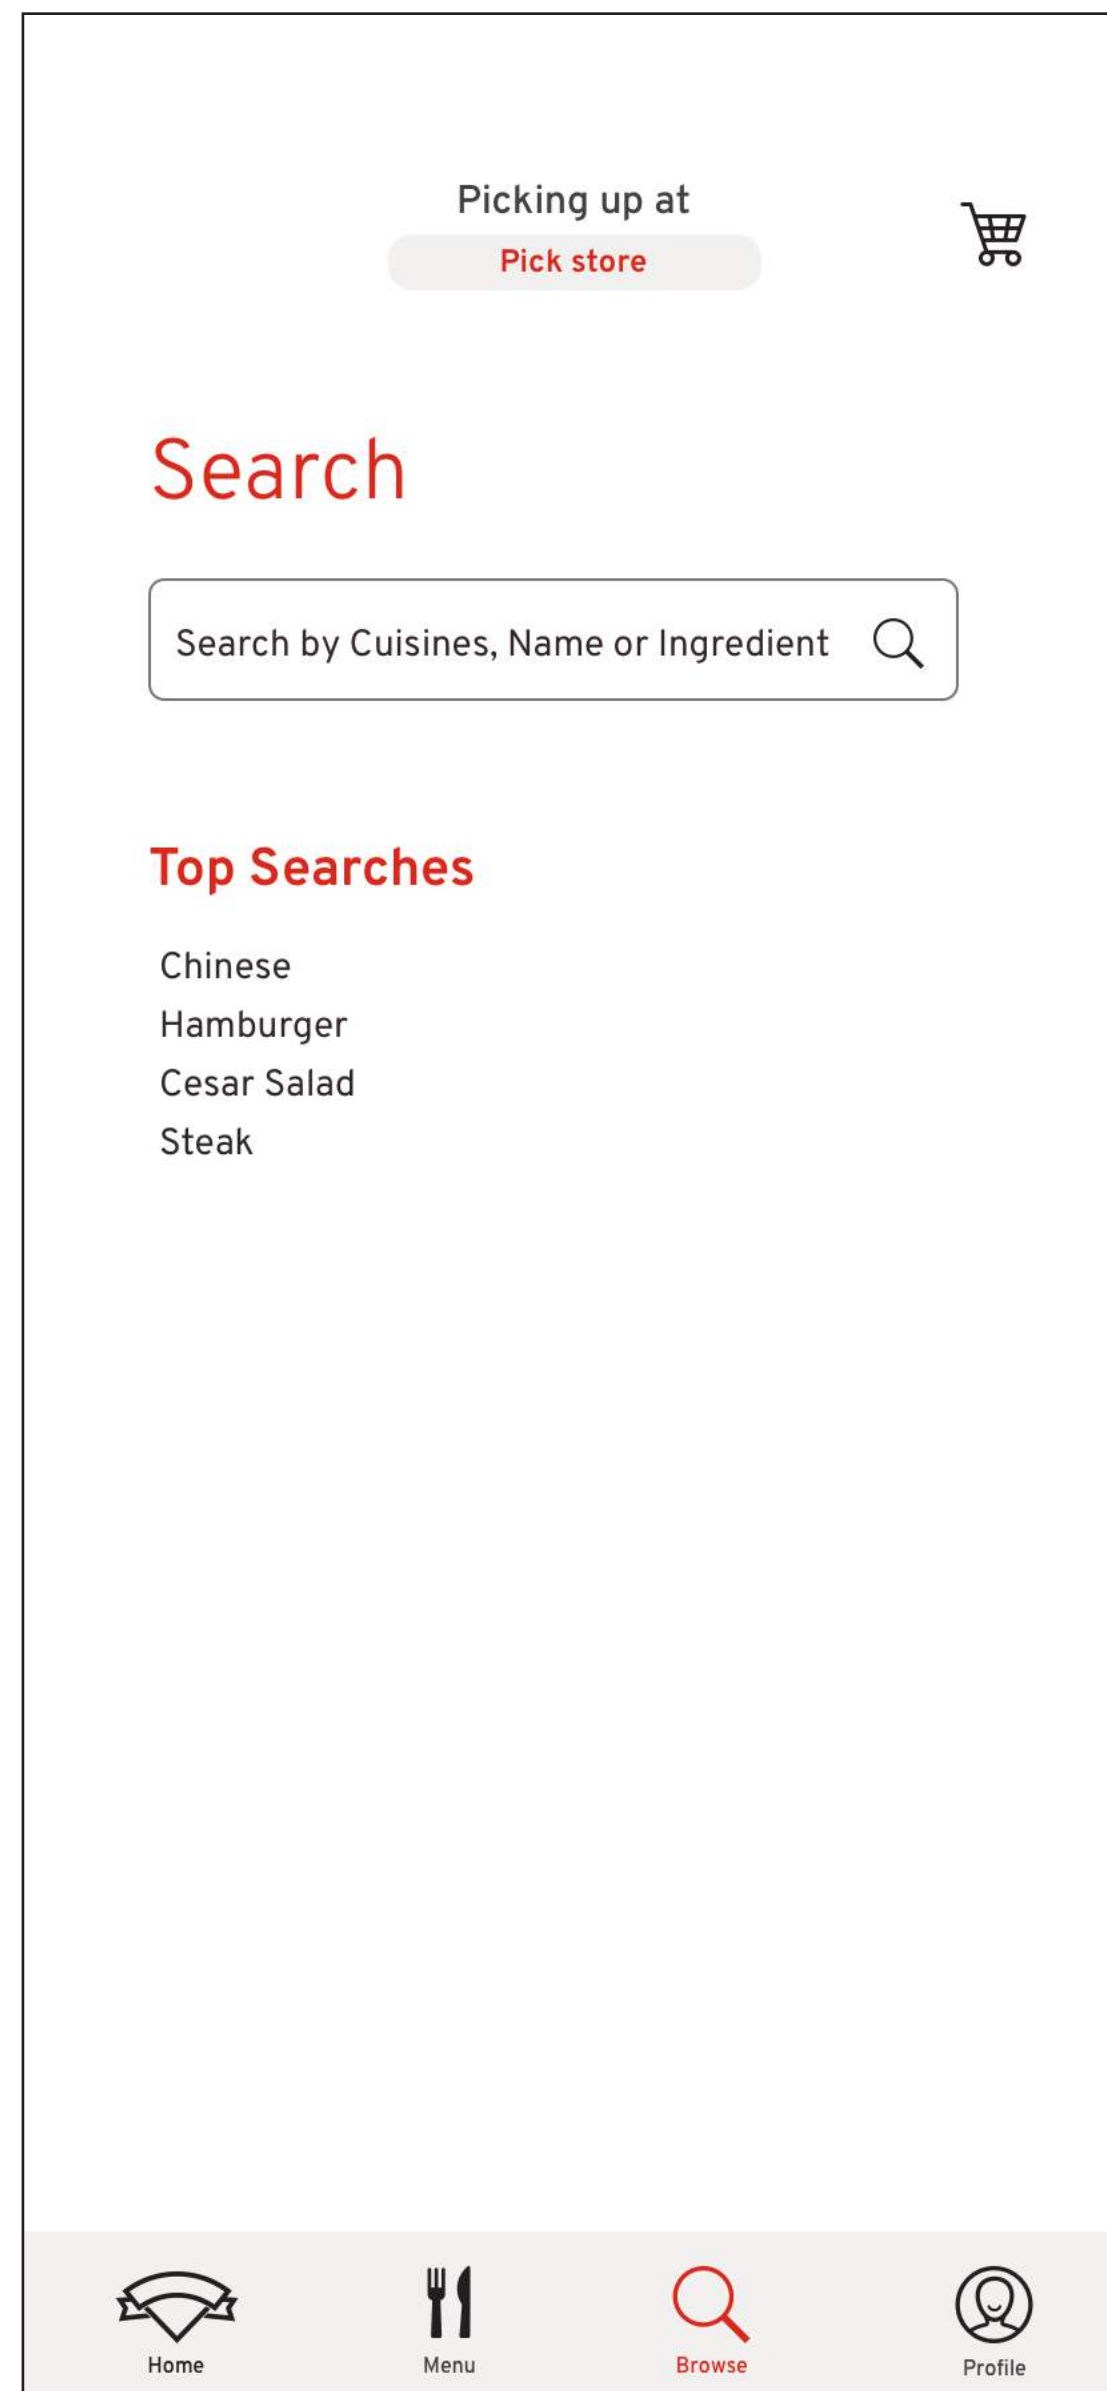 Picking up at
Pick store
Search
Search by Cuisines, Name or Ingredient
Top Searches
Chinese
Hamburger
Cesar Salad
Steak
Home
Menu
Browse
Profile